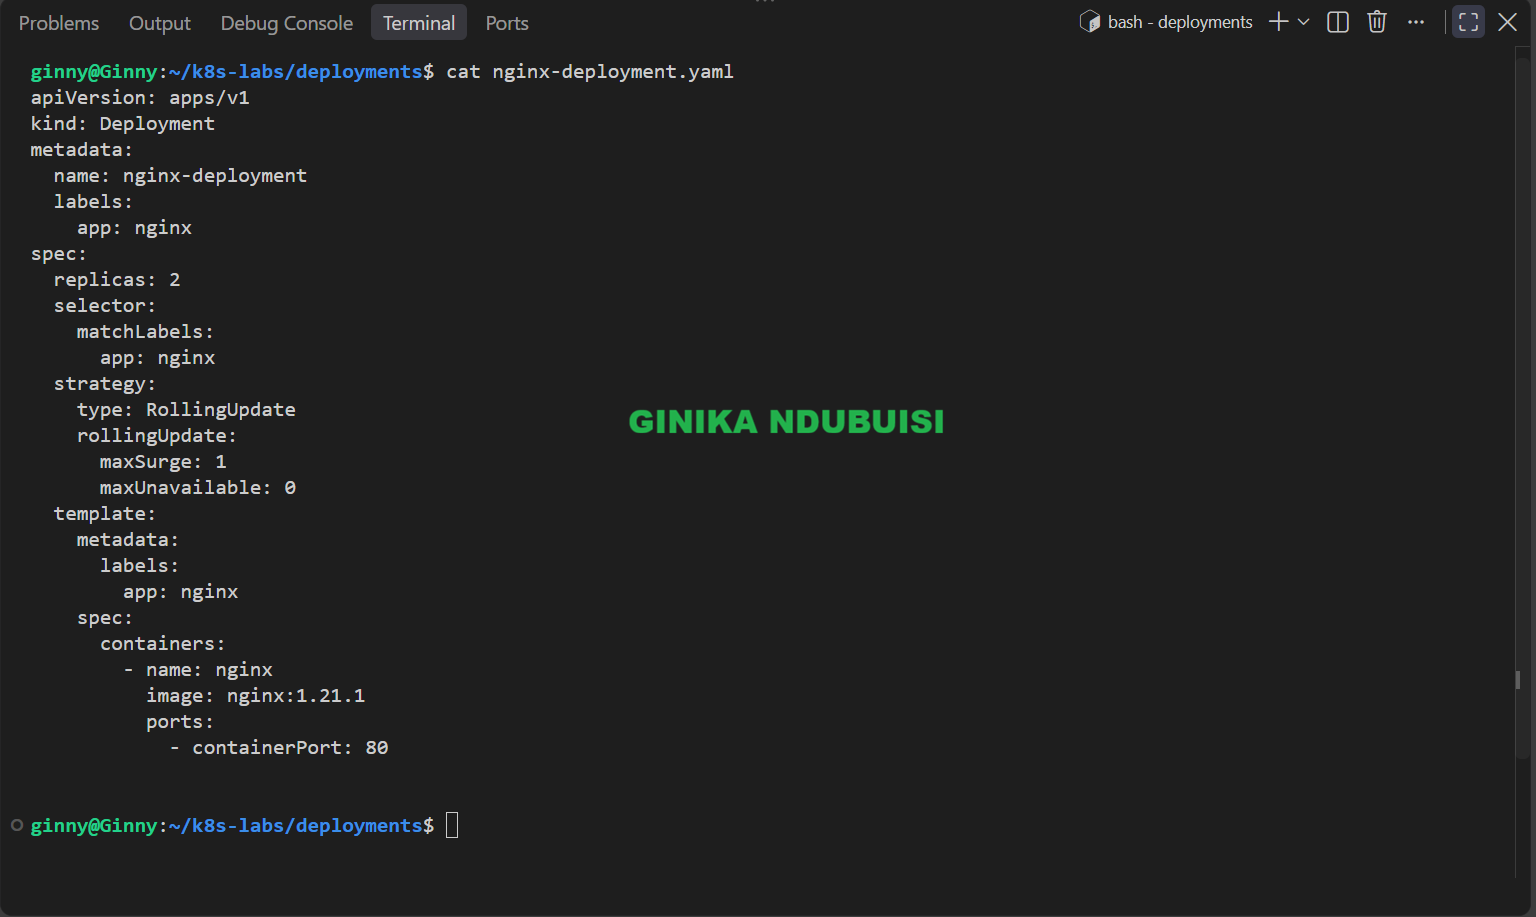 Problems Output Debug Console Terminal Ports bash - deployments
ginny@Ginny:~/k8s-labs/deployments$ cat nginx-deployment.yaml
apiVersion: apps/v1
kind: Deployment
metadata:
  name: nginx-deployment
  labels:
    app: nginx
spec:
  replicas: 2
  selector:
    matchLabels:
      app: nginx
  strategy:
    type: RollingUpdate
    rollingUpdate:
      maxSurge: 1
      maxUnavailable: 0
  template:
    metadata:
      labels:
        app: nginx
    spec:
      containers:
        - name: nginx
          image: nginx:1.21.1
          ports:
            - containerPort: 80
GINIKA NDUBUISI
ginny@Ginny:~/k8s-labs/deployments$